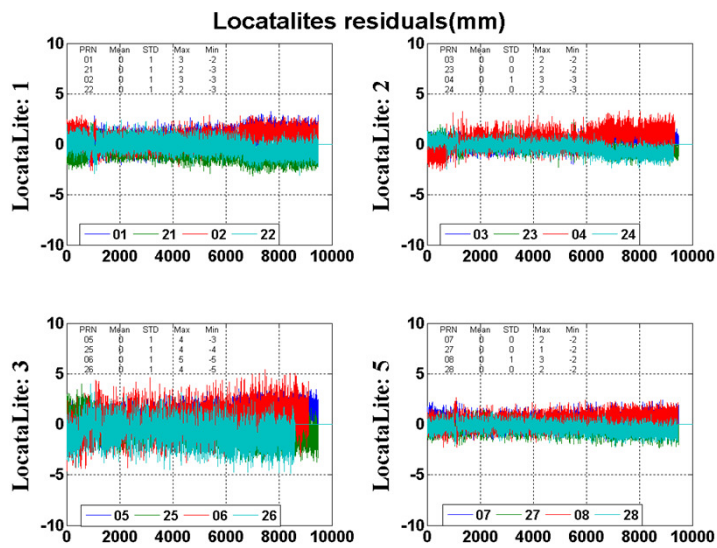 Locatalites residuals(mm)
LocataLite: 1
10
5
0
-5
-10
PRN Mean STD Max Min
01 0 1 3 -2
21 0 1 2 -3
02 0 1 3 -3
22 0 1 2 -3
01 21 02 22
0 2000 4000 6000 8000 10000
LocataLite: 2
10
5
0
-5
-10
PRN Mean STD Max Min
03 0 0 2 -2
23 0 0 2 -2
04 0 1 3 -3
24 0 0 2 -2
03 23 04 24
0 2000 4000 6000 8000 10000
LocataLite: 3
10
5
0
-5
-10
PRN Mean STD Max Min
05 0 1 4 -3
25 0 1 4 -4
06 0 1 5 -5
26 0 1 4 -5
05 25 06 26
0 2000 4000 6000 8000 10000
LocataLite: 5
10
5
0
-5
-10
PRN Mean STD Max Min
07 0 0 2 -2
27 0 0 1 -2
08 0 1 3 -2
28 0 0 2 -2
07 27 08 28
0 2000 4000 6000 8000 10000